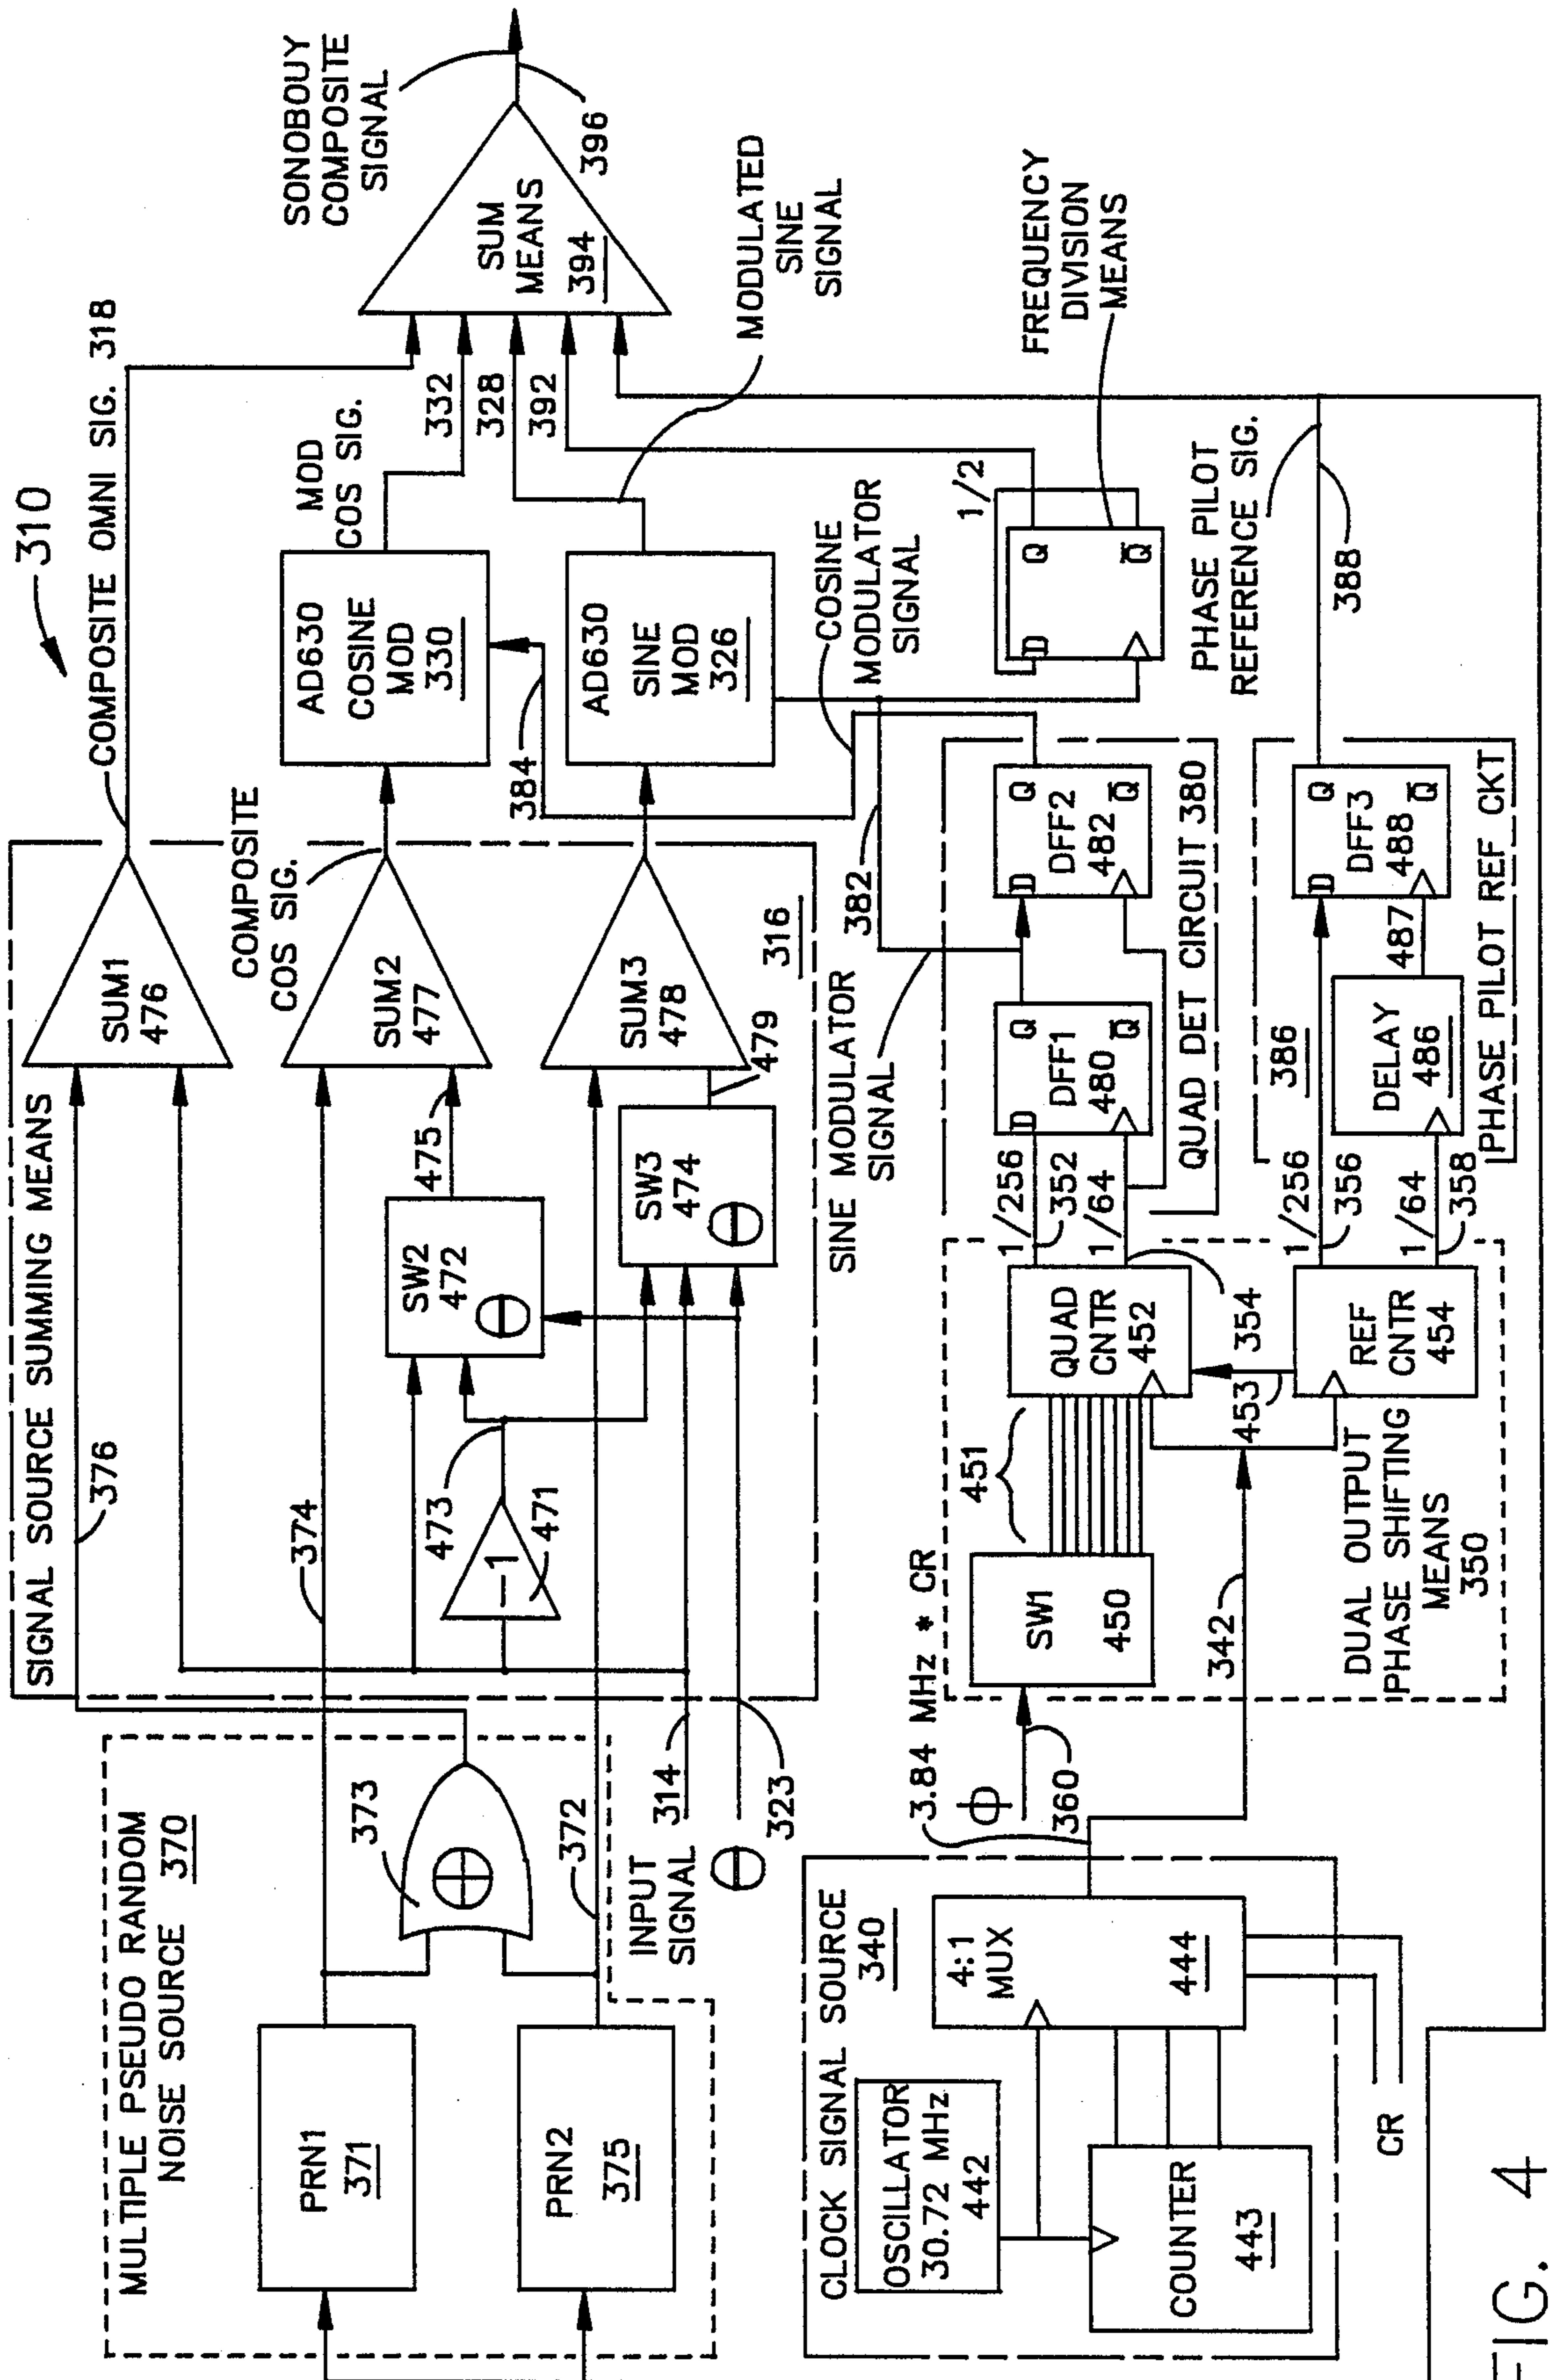 310
MULTIPLE PSEUDO RANDOM
NOISE SOURCE 370
PRN1
371
PRN2
375
373
372
INPUT
SIGNAL
314
Θ
323
SIGNAL SOURCE SUMMING MEANS
376
374
473
-1
471
SW2
472
Θ
475
SW3
474
Θ
479
SUM1
476
SUM2
477
SUM3
478
316
COMPOSITE OMNI SIG. 318
COMPOSITE
COS SIG.
AD630
COSINE
MOD
330
MOD
COS SIG.
384
AD630
SINE
MOD
326
332
328
392
SUM
MEANS
394
396
SONOBOUY
COMPOSITE
SIGNAL
MODULATED
SINE
SIGNAL
CLOCK SIGNAL SOURCE
340
OSCILLATOR
30.72 MHz
442
COUNTER
443
4:1
MUX
444
CR
3.84 MHz * CR
Φ
360
342
SW1
450
451
QUAD
CNTR
452
453
REF
CNTR
454
354
DUAL OUTPUT
PHASE SHIFTING
MEANS
350
1/256
352
1/64
1/256
356
1/64
358
SINE MODULATOR
SIGNAL
382
D
Q
DFF1
480
Q
D
Q
DFF2
482
Q
QUAD DET CIRCUIT 380
386
DELAY
486
487
D
Q
DFF3
488
Q
PHASE PILOT REF CKT
COSINE
MODULATOR
SIGNAL
1/2
D
Q
Q
FREQUENCY
DIVISION
MEANS
PHASE PILOT
REFERENCE SIG.
388
FIG. 4